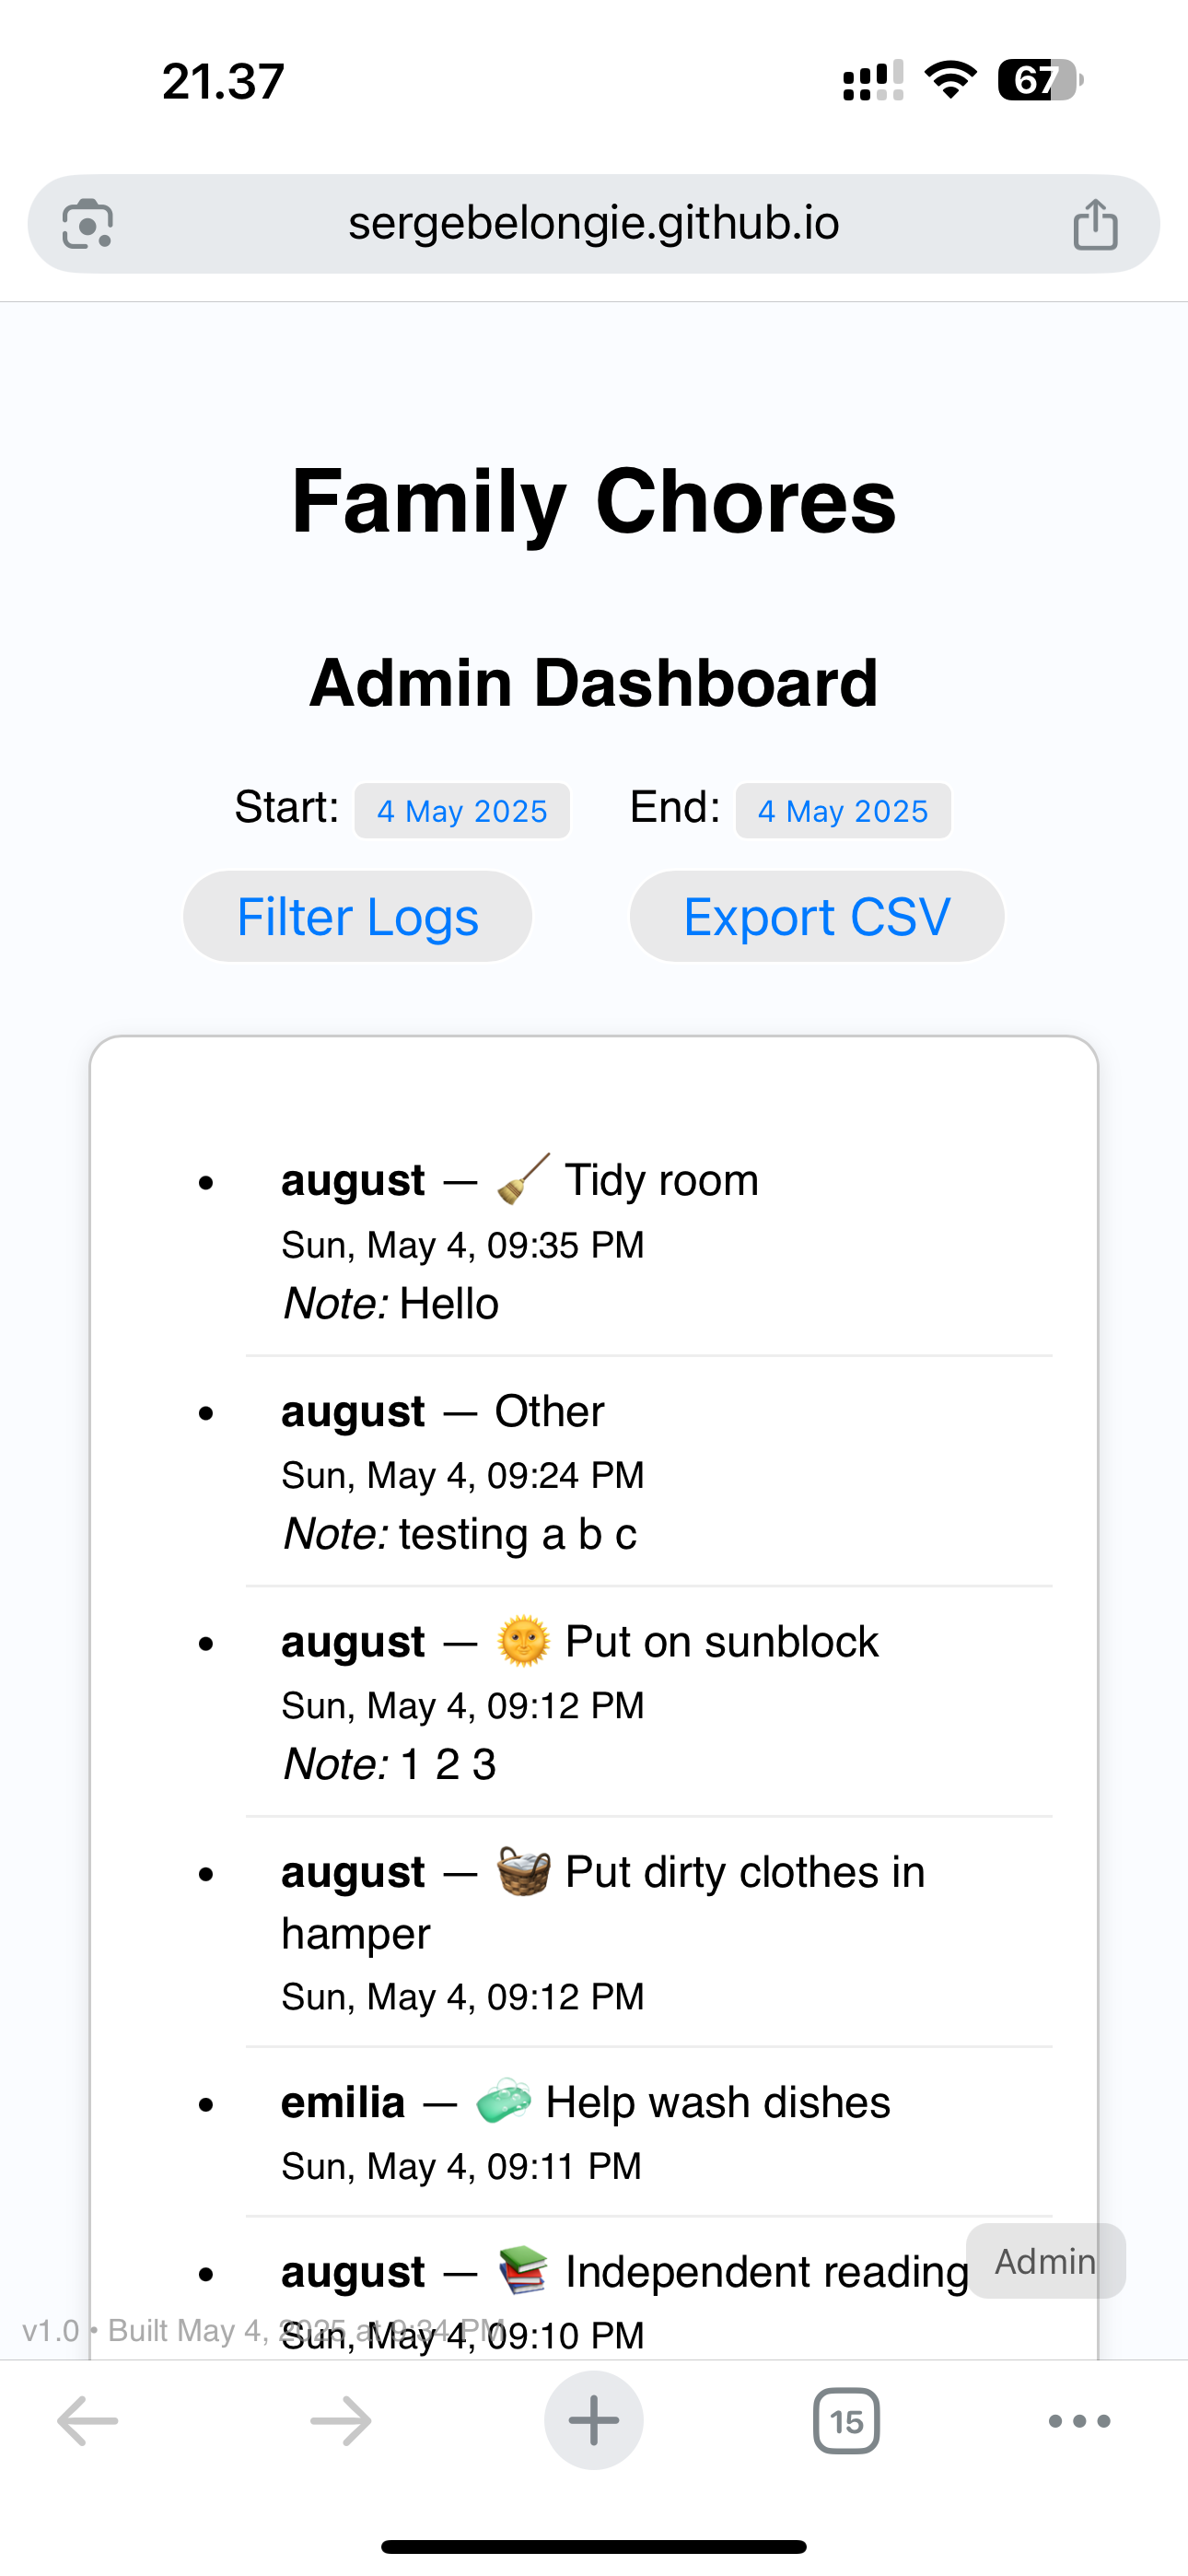 21.37
67
sergebelongie.github.io
Family Chores
Admin Dashboard
Start: 4 May 2025 End: 4 May 2025
Filter Logs Export CSV
• august — 🧹 Tidy room
Sun, May 4, 09:35 PM
Note: Hello
• august — Other
Sun, May 4, 09:24 PM
Note: testing a b c
• august — 🌞 Put on sunblock
Sun, May 4, 09:12 PM
Note: 1 2 3
• august — 🧺 Put dirty clothes in
hamper
Sun, May 4, 09:12 PM
• emilia — 🧼 Help wash dishes
Sun, May 4, 09:11 PM
• august — 📚 Independent reading
Admin
v1.0 • Built May 4, 2025 at 9:34 PM
Sun, May 4, 09:10 PM
15